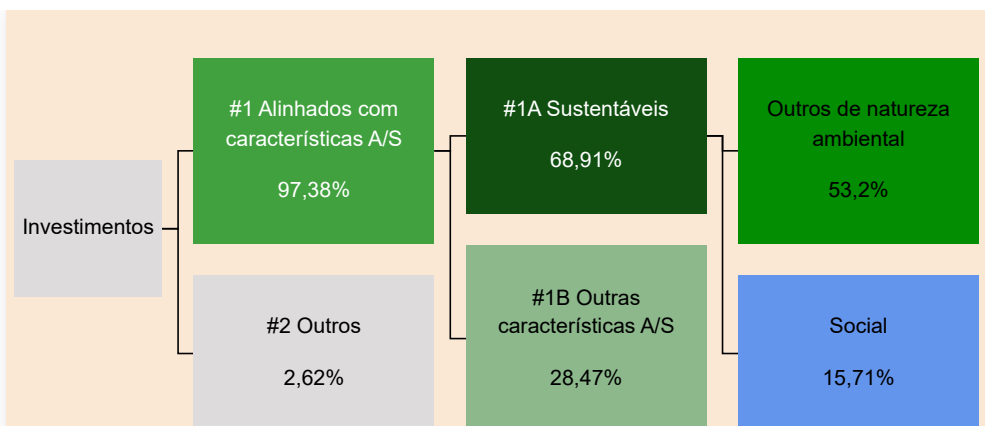 Investimentos
#1 Alinhados com
características A/S
97,38%
#2 Outros
2,62%
#1A Sustentáveis
68,91%
#1B Outras
características A/S
28,47%
Outros de natureza
ambiental
53,2%
Social
15,71%